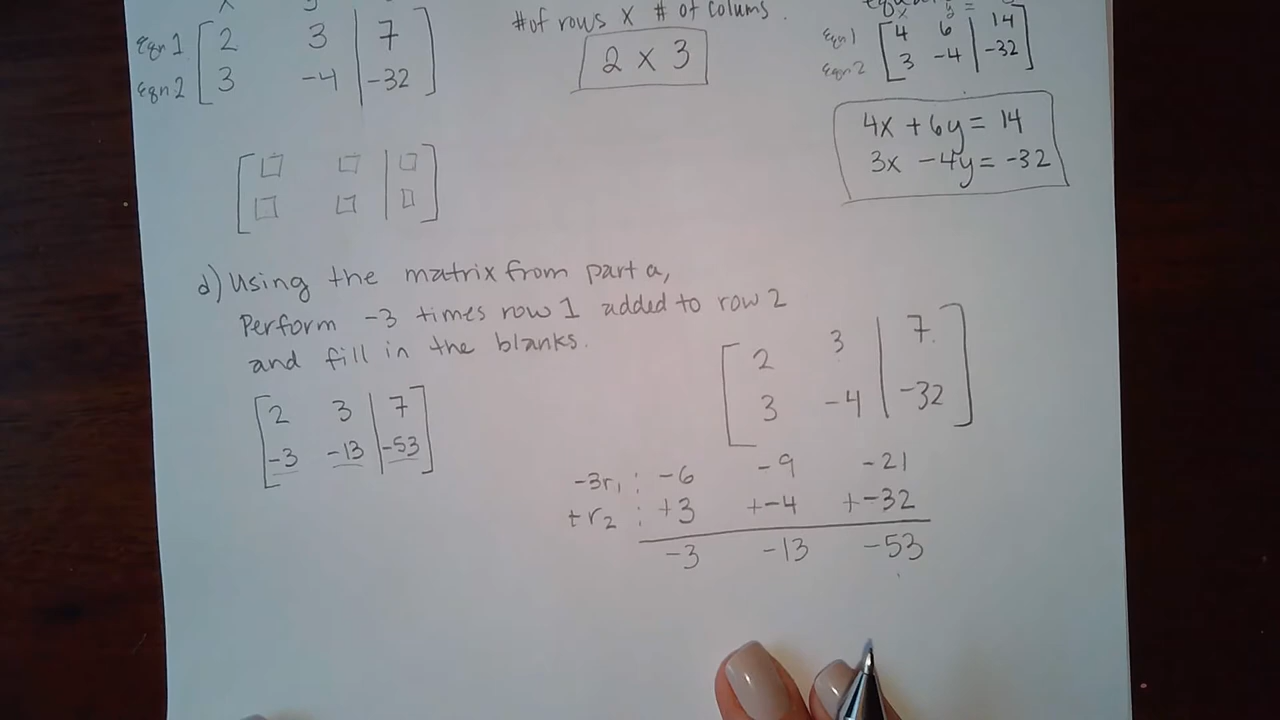 Eqn 1 [ 2 3 | 7 ]
Eqn 2 [ 3 -4 | -32 ]
# of rows x # of colums.
2 x 3
x y = 14
Eqn 1 [ 4 6 | 14 ]
Eqn 2 [ 3 -4 | -32 ]
4x + 6y = 14
3x - 4y = -32
[ □ □ | □ ]
[ □ □ | □ ]
d) Using the matrix from part a,
Perform -3 times row 1 added to row 2
and fill in the blanks.
[ 2 3 | 7 ]
[ -3 -13 | -53 ]
[ 2 3 | 7 ]
[ 3 -4 | -32 ]
-3r₁ : -6 -9 -21
+r₂ : +3 +-4 +-32
-3 -13 -53